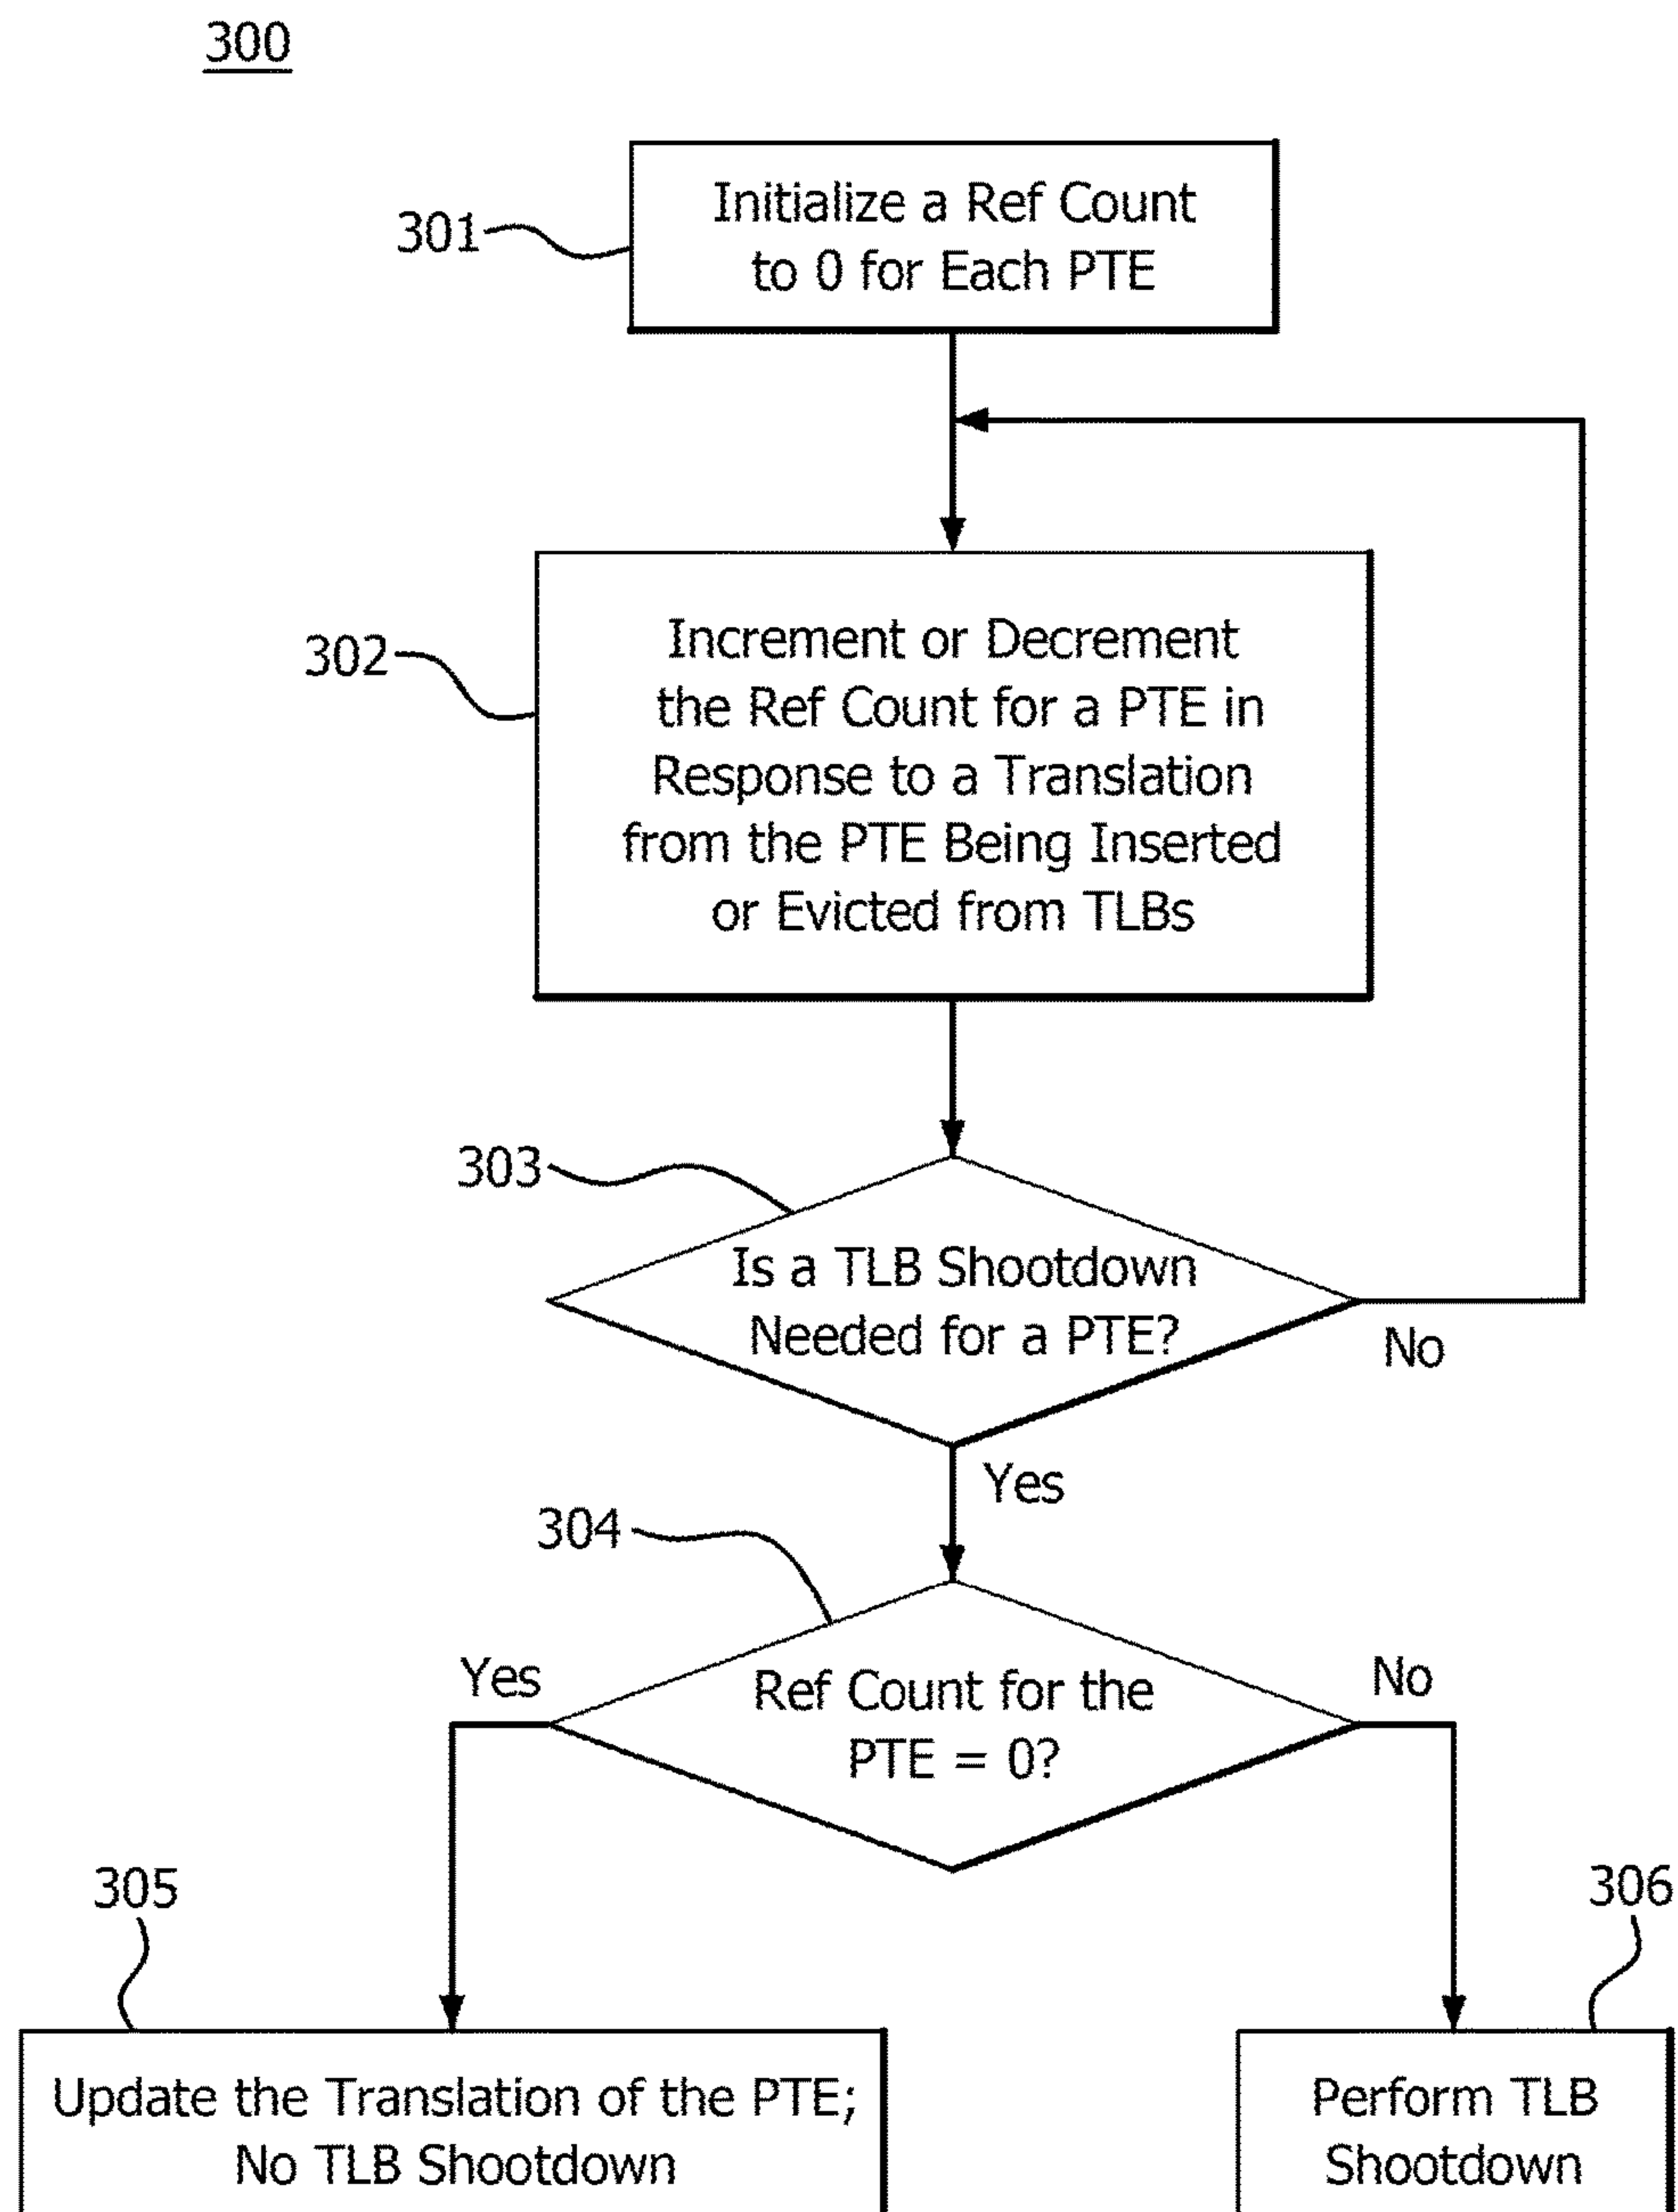 300
301
Initialize a Ref Count
to 0 for Each PTE
302
Increment or Decrement
the Ref Count for a PTE in
Response to a Translation
from the PTE Being Inserted
or Evicted from TLBs
303
Is a TLB Shootdown
Needed for a PTE?
No
Yes
304
Yes
Ref Count for the
PTE = 0?
No
305
306
Update the Translation of the PTE;
No TLB Shootdown
Perform TLB
Shootdown